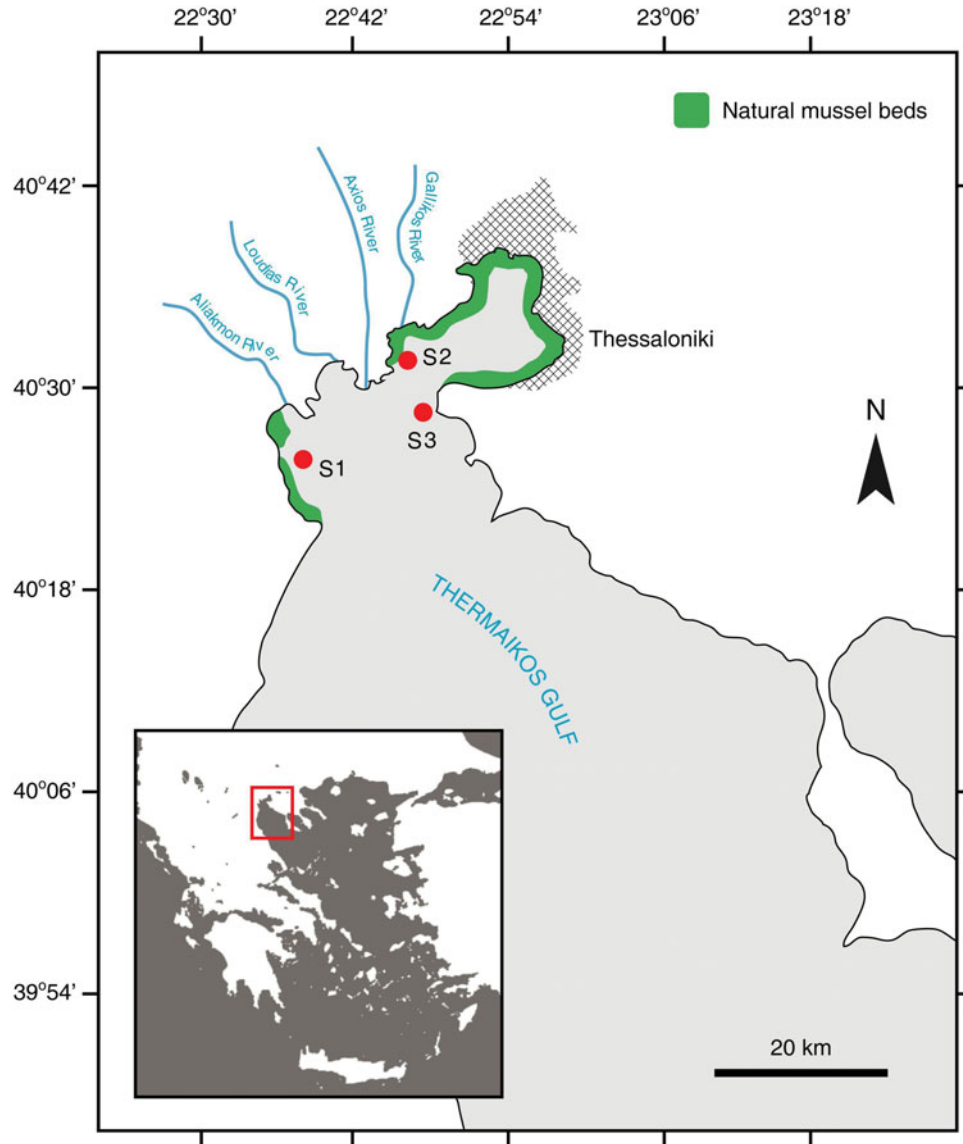 22°30' 22°42' 22°54' 23°06' 23°18'
Natural mussel beds
40°42'
Axios River
Gallikos River
Loudias River
Aliakmon River
Thessaloniki
S2
40°30'
S3
N
S1
40°18'
THERMAIKOS GULF
40°06'
39°54'
20 km